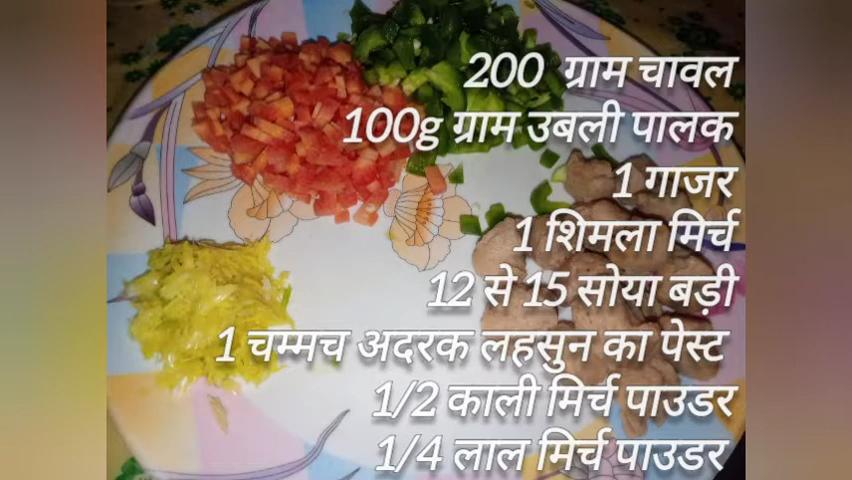 200 ग्राम चावल
100g ग्राम उबली पालक
1 गाजर
1 शिमला मिर्च
12 से 15 सोया बड़ी
1 चम्मच अदरक लहसुन का पेस्ट
1/2 काली मिर्च पाउडर
1/4 लाल मिर्च पाउडर